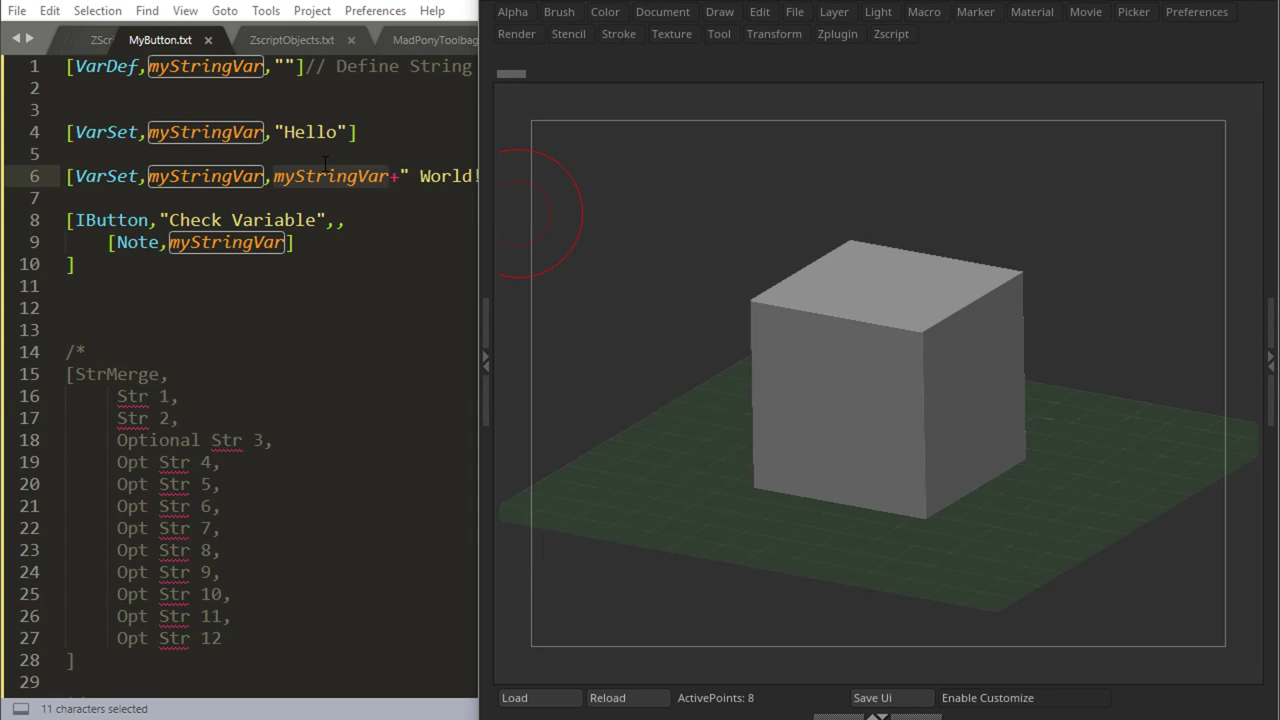 File Edit Selection Find View Goto Tools Project Preferences Help
ZScr MyButton.txt × ZscriptObjects.txt × MadPonyToolbag
1 [VarDef,myStringVar,""]// Define String
2
3
4 [VarSet,myStringVar,"Hello"]
5
6 [VarSet,myStringVar,myStringVar+" World!
7
8 [IButton,"Check Variable",,
9 [Note,myStringVar]
10 ]
11
12
13
14 /*
15 [StrMerge,
16 Str 1,
17 Str 2,
18 Optional Str 3,
19 Opt Str 4,
20 Opt Str 5,
21 Opt Str 6,
22 Opt Str 7,
23 Opt Str 8,
24 Opt Str 9,
25 Opt Str 10,
26 Opt Str 11,
27 Opt Str 12
28 ]
29
11 characters selected
Alpha Brush Color Document Draw Edit File Layer Light Macro Marker Material Movie Picker Preferences
Render Stencil Stroke Texture Tool Transform Zplugin Zscript
Load Reload ActivePoints: 8 Save Ui Enable Customize